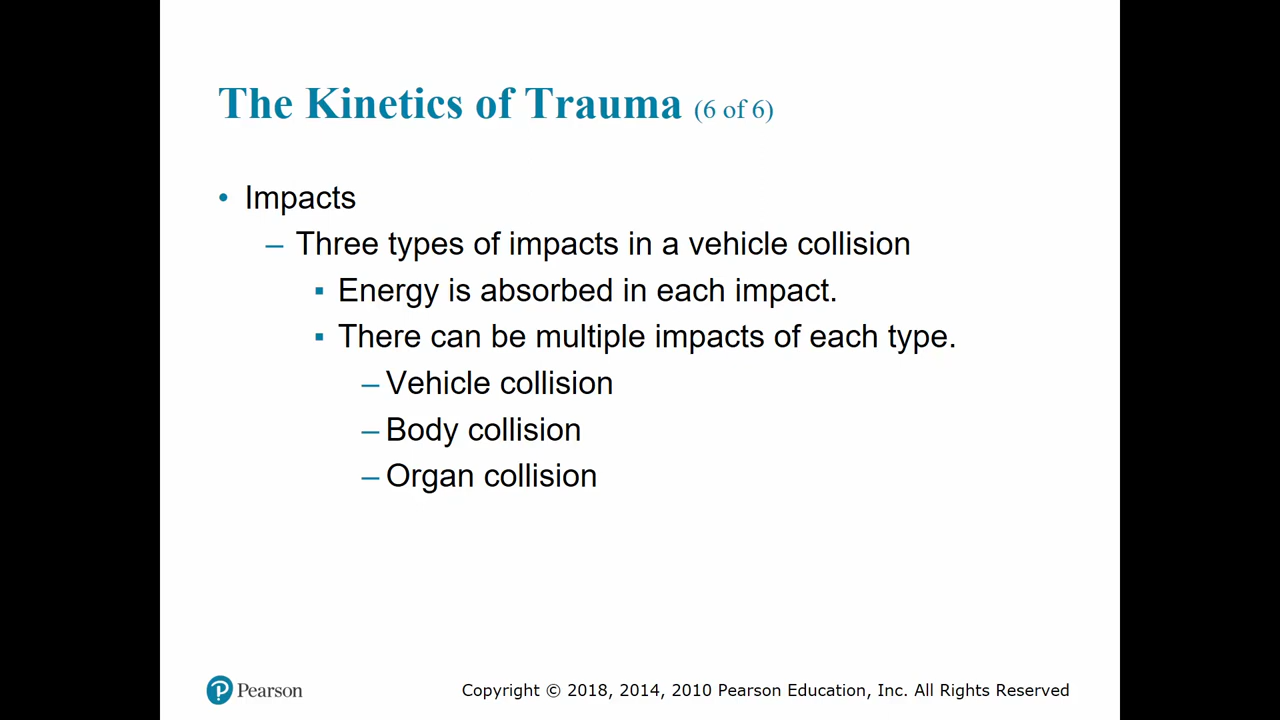 The Kinetics of Trauma (6 of 6)
• Impacts
– Three types of impacts in a vehicle collision
▪ Energy is absorbed in each impact.
▪ There can be multiple impacts of each type.
– Vehicle collision
– Body collision
– Organ collision
Pearson
Copyright © 2018, 2014, 2010 Pearson Education, Inc. All Rights Reserved